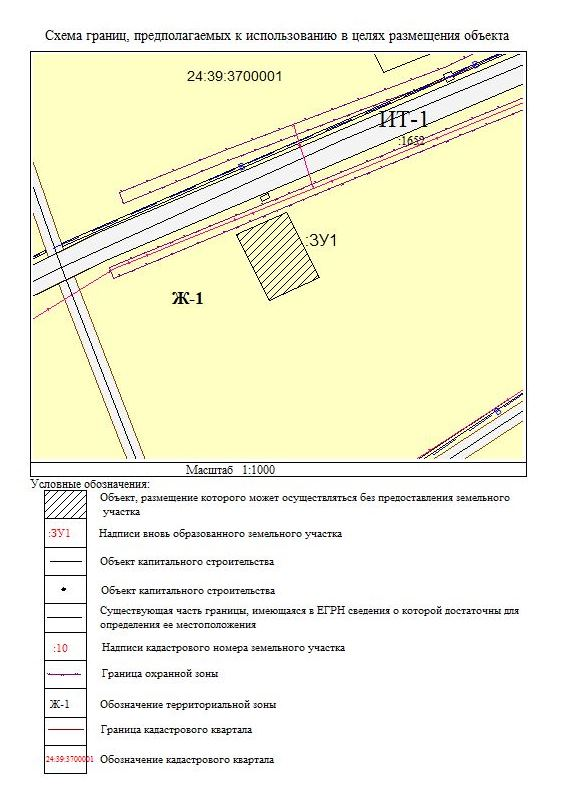 Схема границ, предполагаемых к использованию в целях размещения объекта
24:39:3700001
ИТ-1
:1652
:ЗУ1
Ж-1
Масштаб 1:1000
Условные обозначения:
Объект, размещение которого может осуществляться без предоставления земельного
участка
:ЗУ1 Надписи вновь образованного земельного участка
Объект капитального строительства
Объект капитального строительства
Существующая часть границы, имеющаяся в ЕГРН сведения о которой достаточны для
определения ее местоположения
:10 Надписи кадастрового номера земельного участка
Граница охранной зоны
Ж-1 Обозначение территориальной зоны
Граница кадастрового квартала
24:39:3700001 Обозначение кадастрового квартала